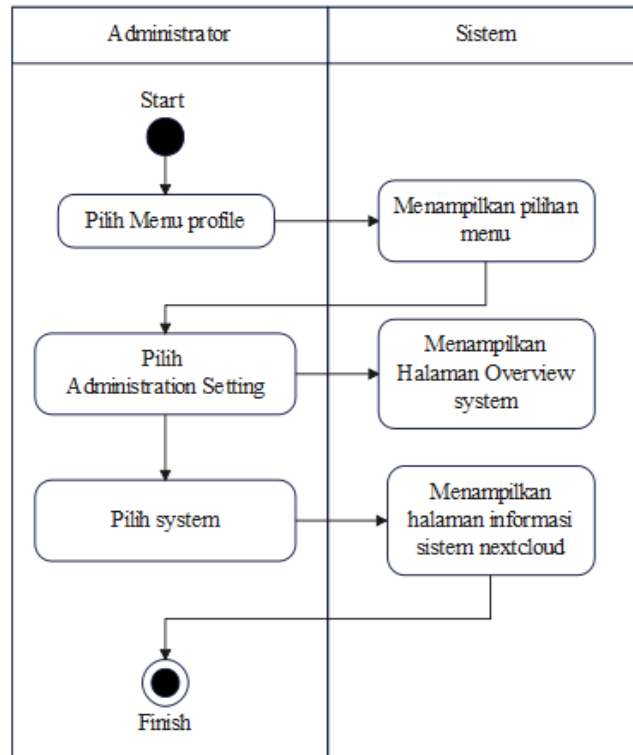 Administrator
Sistem
Start
Pilih Menu profile
Menampilkan pilihan
menu
Pilih
Administration Setting
Menampilkan
Halaman Overview
system
Pilih system
Menampilkan
halaman informasi
sistem nextcloud
Finish